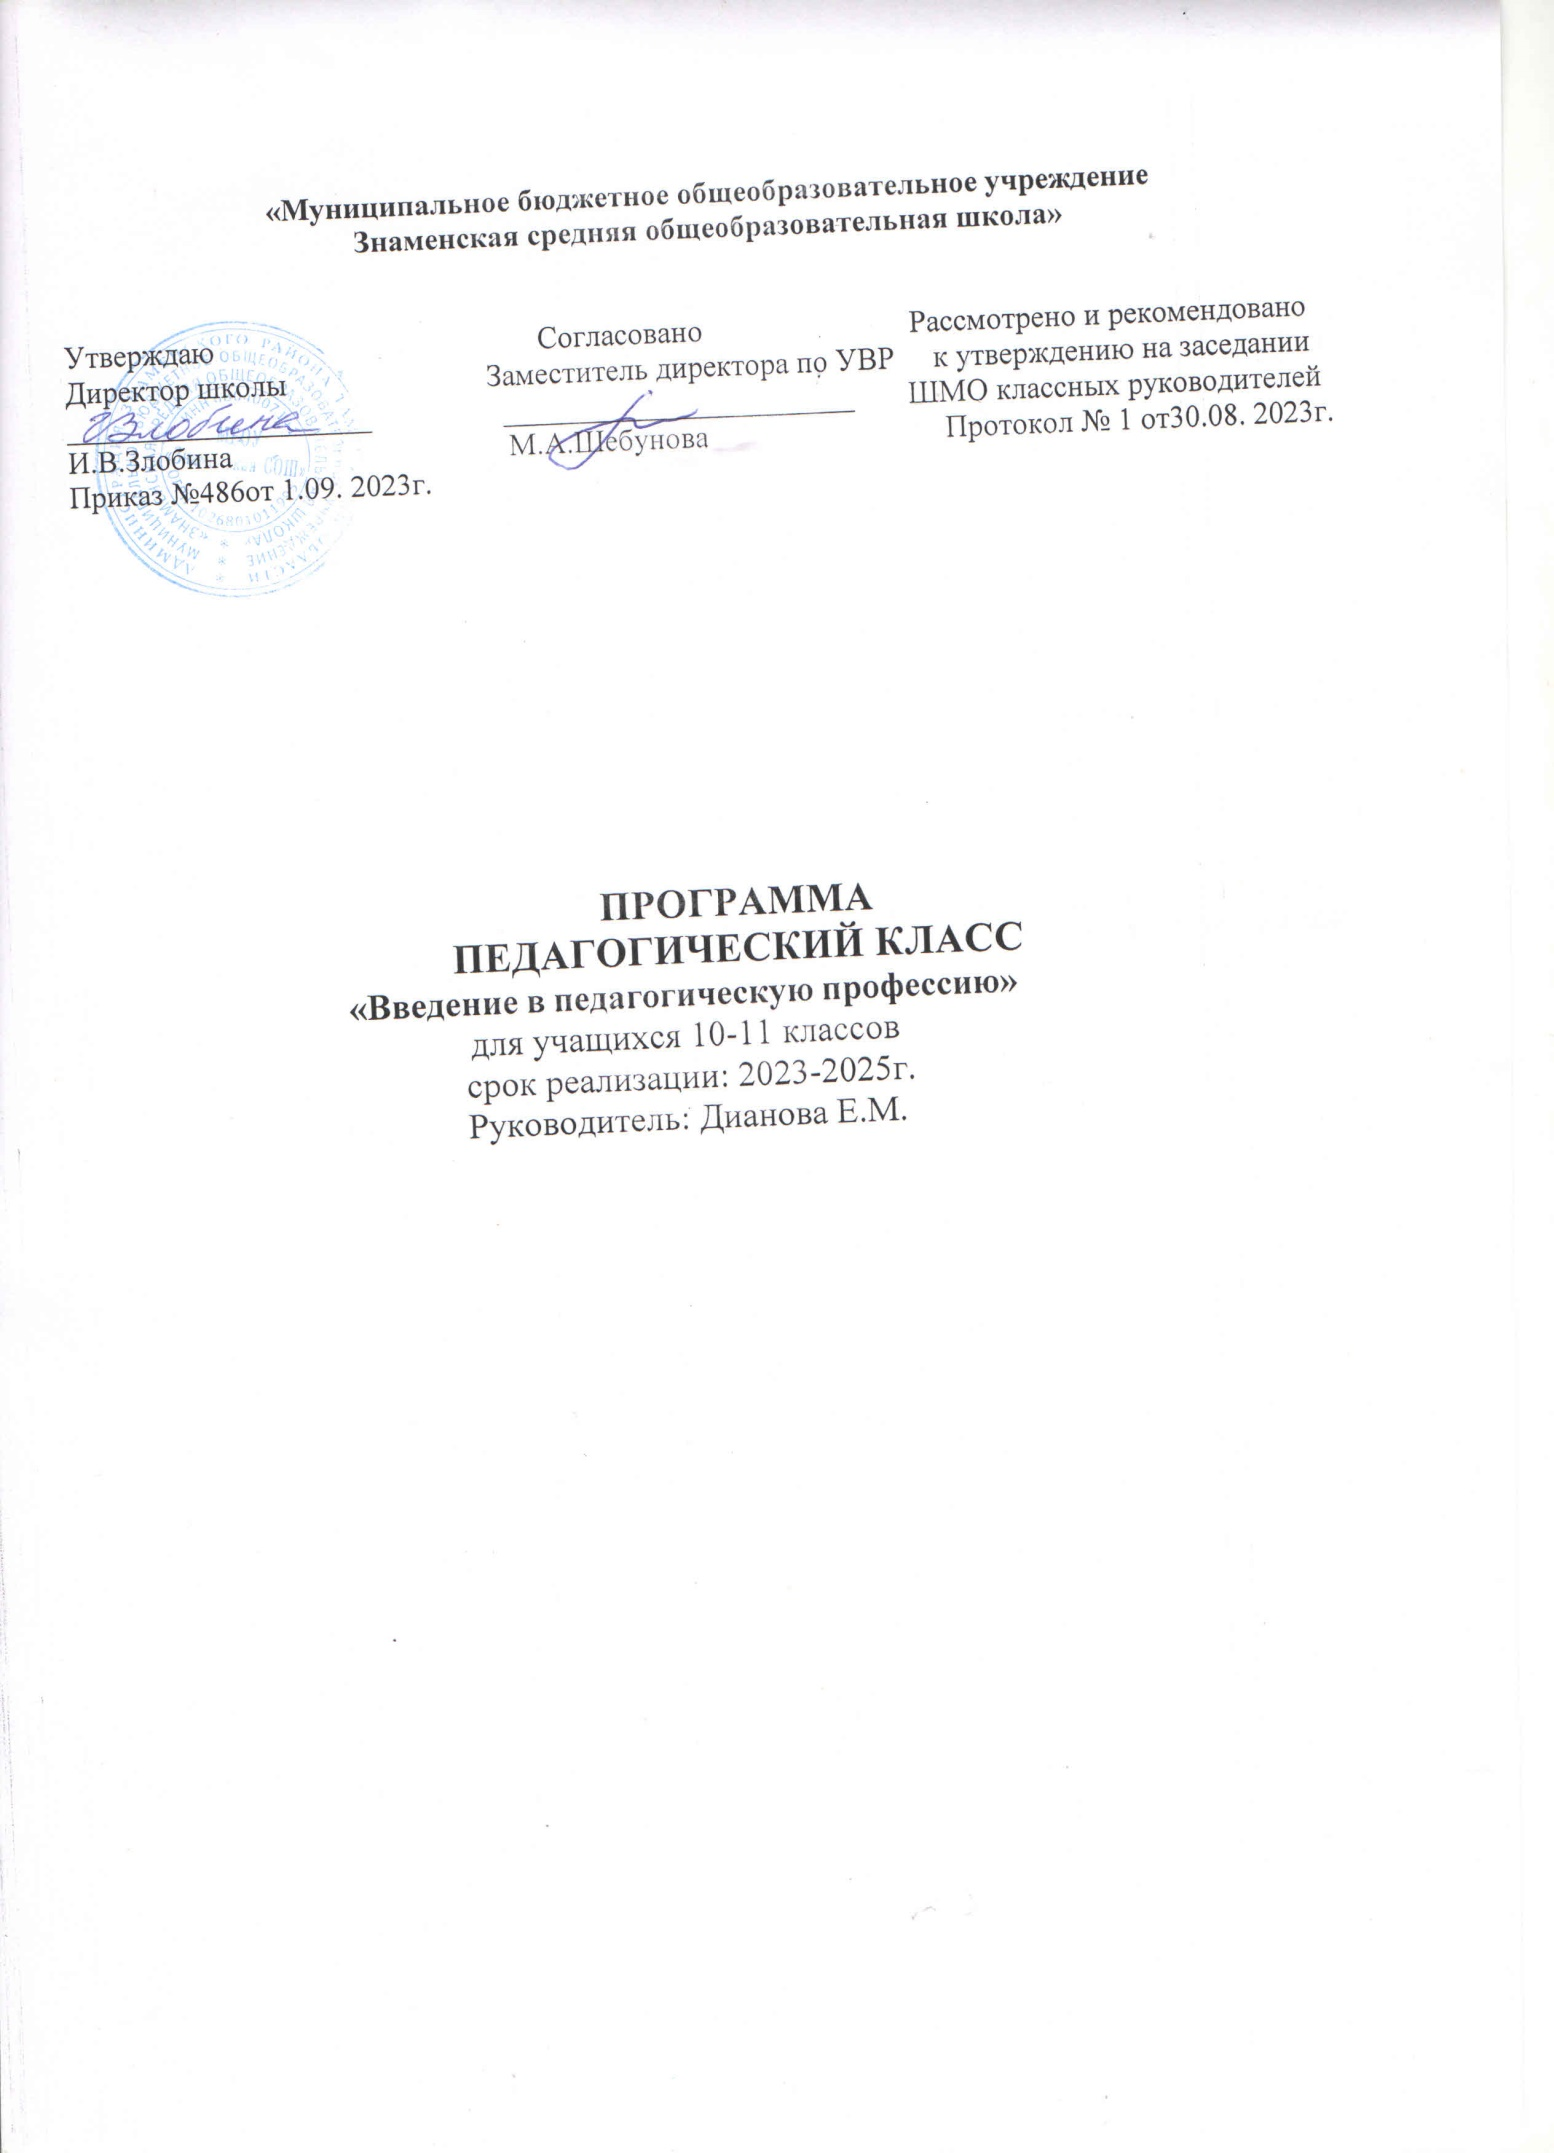 «Муниципальное бюджетное общеобразовательное учреждение
Знаменская средняя общеобразовательная школа»
Утверждаю
Директор школы
Злобина
И.В.Злобина
Приказ №486от 1.09. 2023г.
Согласовано
Заместитель директора по УВР
М.А.Шебунова
Рассмотрено и рекомендовано
к утверждению на заседании
ШМО классных руководителей
Протокол № 1 от30.08. 2023г.
ПРОГРАММА
ПЕДАГОГИЧЕСКИЙ КЛАСС
«Введение в педагогическую профессию»
для учащихся 10-11 классов
срок реализации: 2023-2025г.
Руководитель: Дианова Е.М.